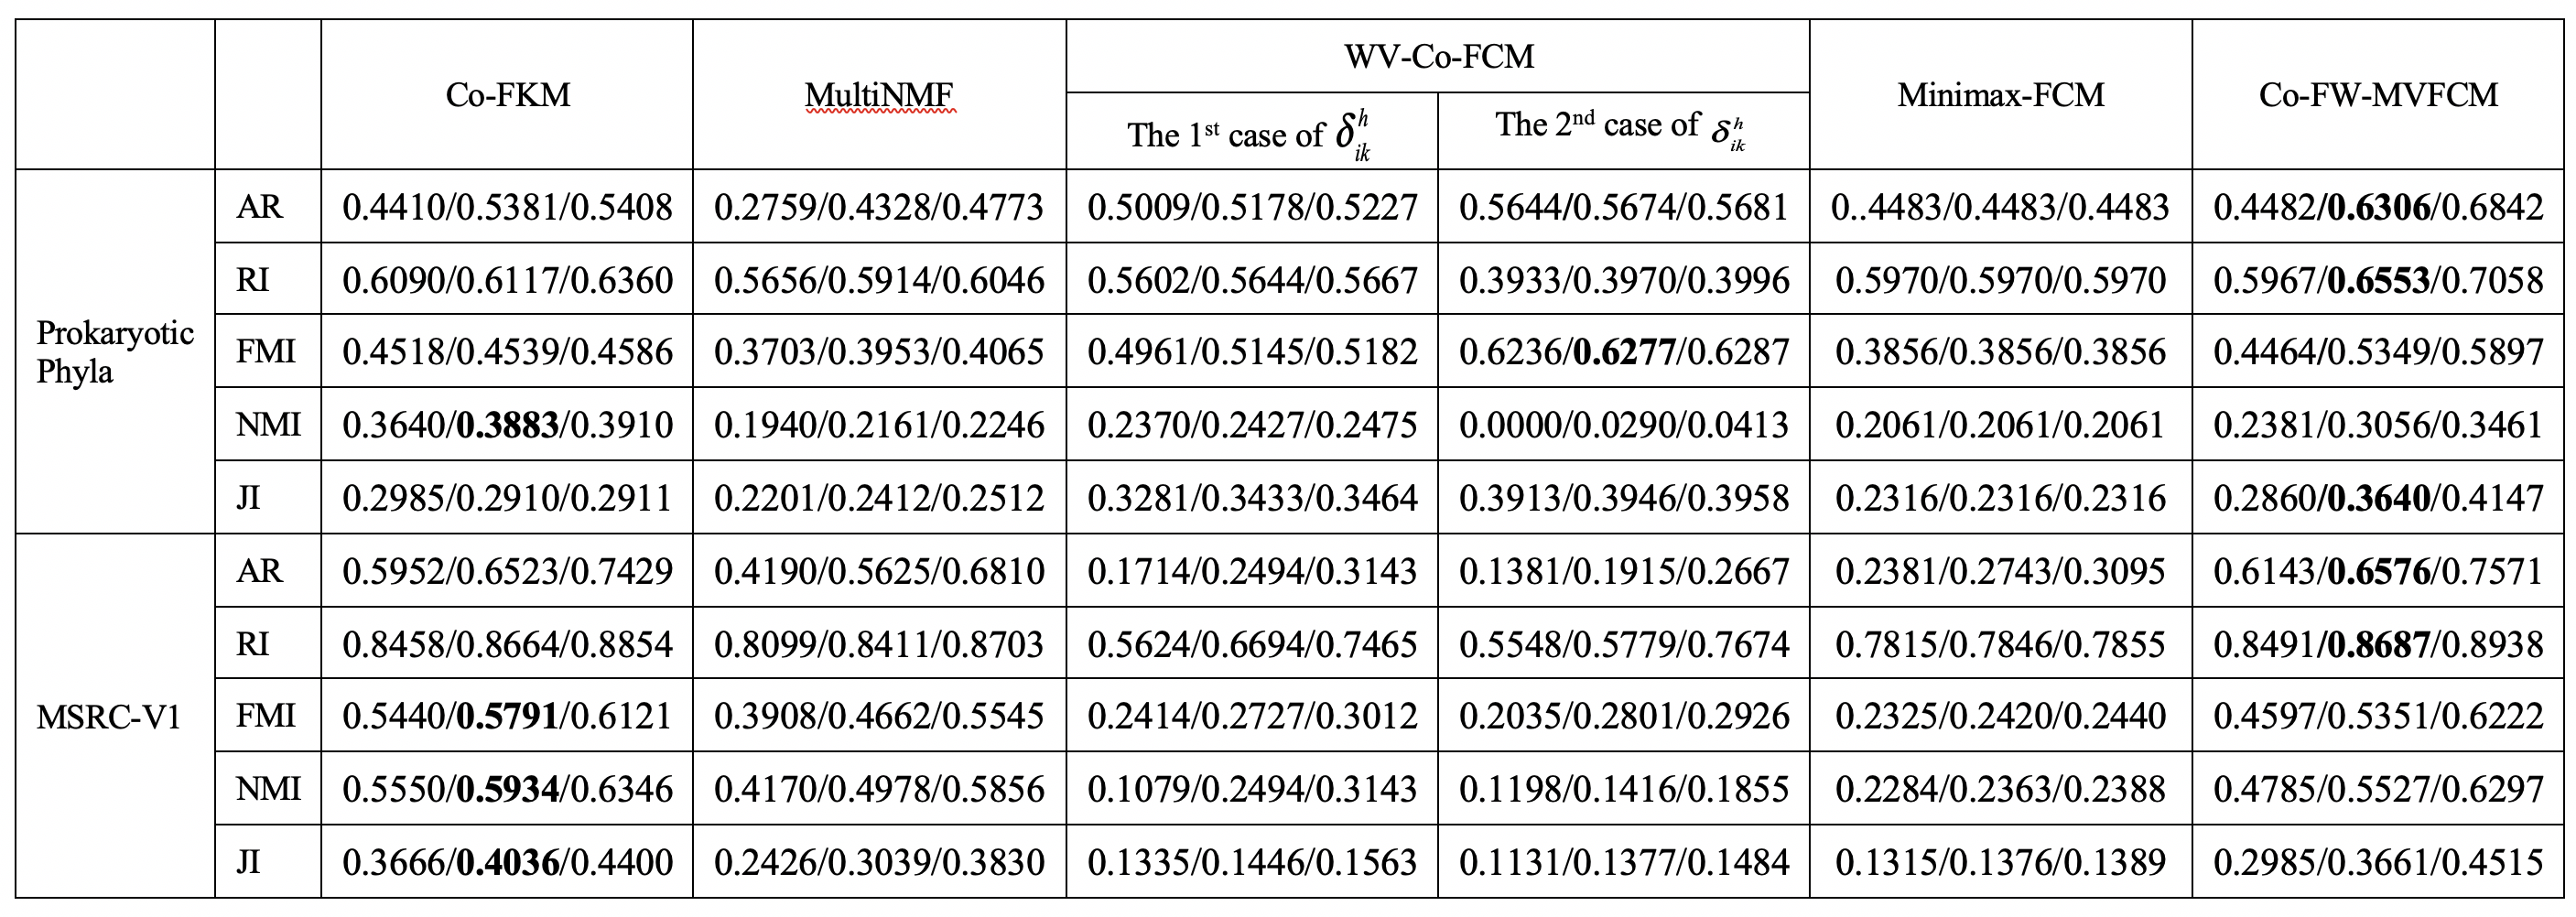 Co-FKM MultiNMF WV-Co-FCM Minimax-FCM Co-FW-MVFCM
The 1st case of δ^h_ik The 2nd case of δ^h_ik
Prokaryotic Phyla
AR 0.4410/0.5381/0.5408 0.2759/0.4328/0.4773 0.5009/0.5178/0.5227 0.5644/0.5674/0.5681 0..4483/0.4483/0.4483 0.4482/0.6306/0.6842
RI 0.6090/0.6117/0.6360 0.5656/0.5914/0.6046 0.5602/0.5644/0.5667 0.3933/0.3970/0.3996 0.5970/0.5970/0.5970 0.5967/0.6553/0.7058
FMI 0.4518/0.4539/0.4586 0.3703/0.3953/0.4065 0.4961/0.5145/0.5182 0.6236/0.6277/0.6287 0.3856/0.3856/0.3856 0.4464/0.5349/0.5897
NMI 0.3640/0.3883/0.3910 0.1940/0.2161/0.2246 0.2370/0.2427/0.2475 0.0000/0.0290/0.0413 0.2061/0.2061/0.2061 0.2381/0.3056/0.3461
JI 0.2985/0.2910/0.2911 0.2201/0.2412/0.2512 0.3281/0.3433/0.3464 0.3913/0.3946/0.3958 0.2316/0.2316/0.2316 0.2860/0.3640/0.4147
MSRC-V1
AR 0.5952/0.6523/0.7429 0.4190/0.5625/0.6810 0.1714/0.2494/0.3143 0.1381/0.1915/0.2667 0.2381/0.2743/0.3095 0.6143/0.6576/0.7571
RI 0.8458/0.8664/0.8854 0.8099/0.8411/0.8703 0.5624/0.6694/0.7465 0.5548/0.5779/0.7674 0.7815/0.7846/0.7855 0.8491/0.8687/0.8938
FMI 0.5440/0.5791/0.6121 0.3908/0.4662/0.5545 0.2414/0.2727/0.3012 0.2035/0.2801/0.2926 0.2325/0.2420/0.2440 0.4597/0.5351/0.6222
NMI 0.5550/0.5934/0.6346 0.4170/0.4978/0.5856 0.1079/0.2494/0.3143 0.1198/0.1416/0.1855 0.2284/0.2363/0.2388 0.4785/0.5527/0.6297
JI 0.3666/0.4036/0.4400 0.2426/0.3039/0.3830 0.1335/0.1446/0.1563 0.1131/0.1377/0.1484 0.1315/0.1376/0.1389 0.2985/0.3661/0.4515